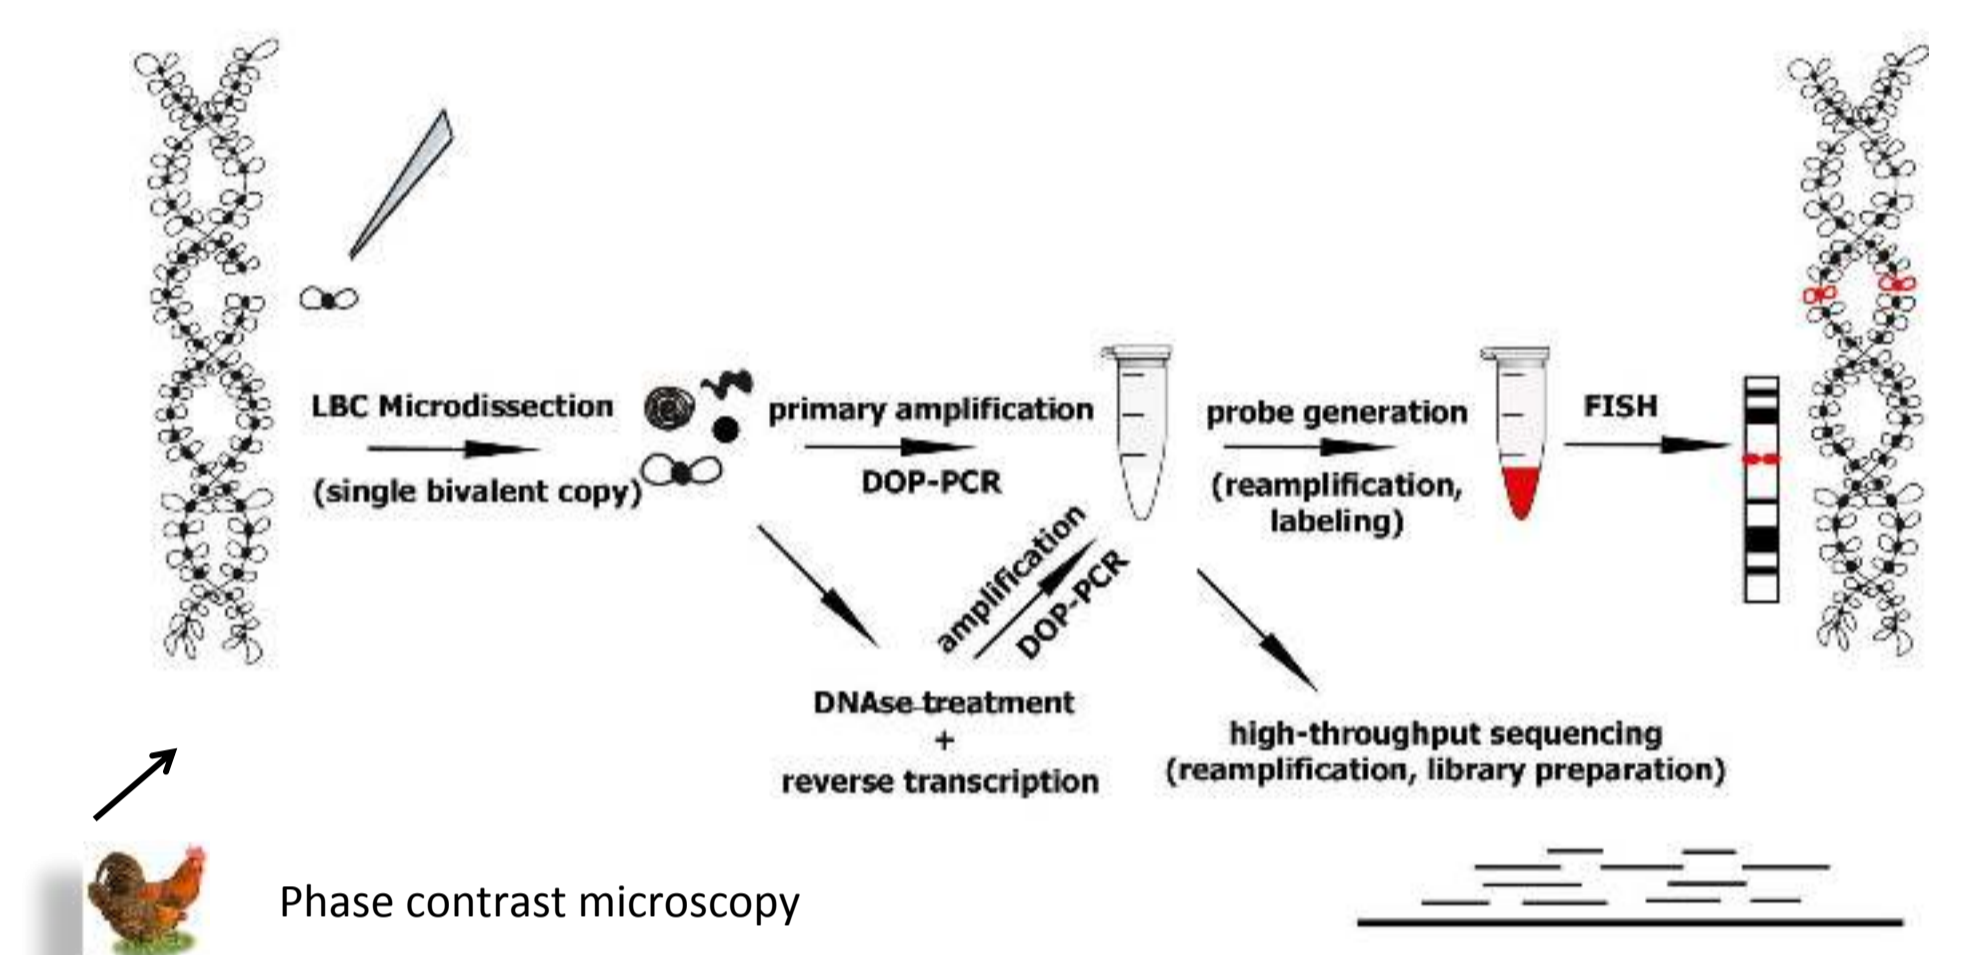 LBC Microdissection
(single bivalent copy)
primary amplification
DOP-PCR
probe generation
(reamplification,
labeling)
FISH
amplification
DOP-PCR
DNAse treatment
+
reverse transcription
high-throughput sequencing
(reamplification, library preparation)
Phase contrast microscopy